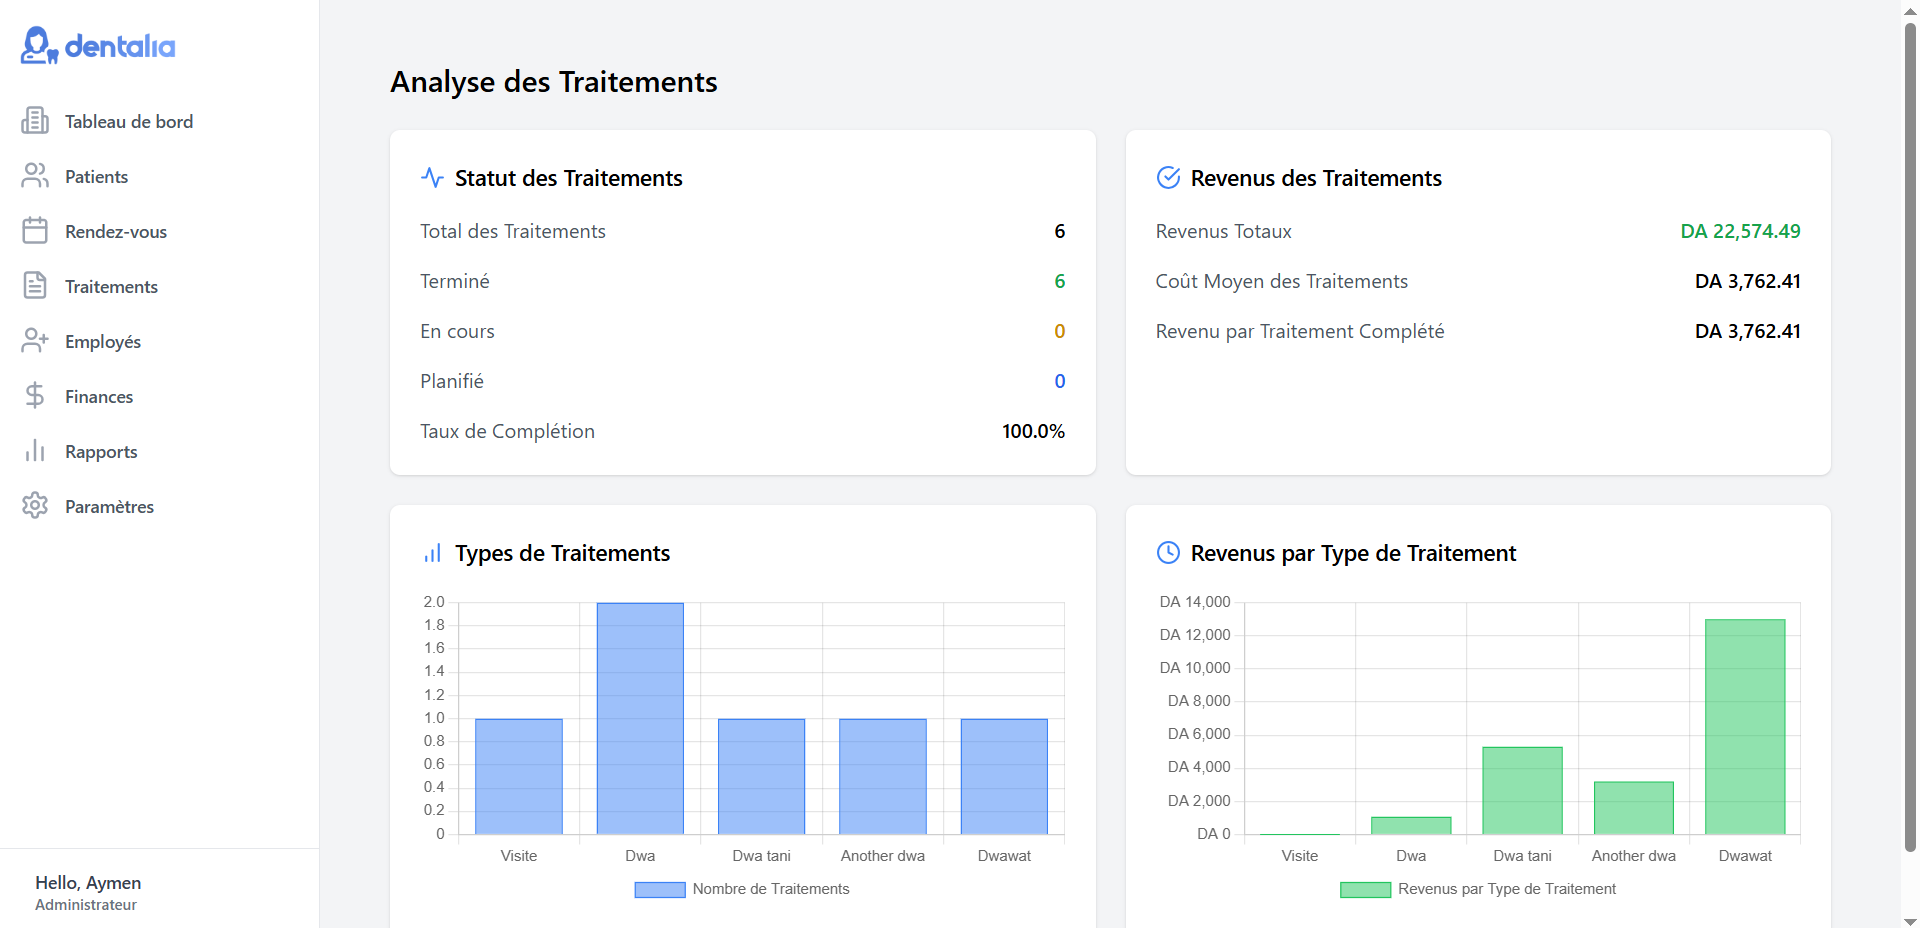 dentalia
Tableau de bord
Patients
Rendez-vous
Traitements
Employés
Finances
Rapports
Paramètres
Hello, Aymen
Administrateur
Analyse des Traitements
Statut des Traitements
Total des Traitements 6
Terminé 6
En cours 0
Planifié 0
Taux de Complétion 100.0%
Revenus des Traitements
Revenus Totaux DA 22,574.49
Coût Moyen des Traitements DA 3,762.41
Revenu par Traitement Complété DA 3,762.41
Types de Traitements
2.0
1.8
1.6
1.4
1.2
1.0
0.8
0.6
0.4
0.2
0
Visite Dwa Dwa tani Another dwa Dwawat
Nombre de Traitements
Revenus par Type de Traitement
DA 14,000
DA 12,000
DA 10,000
DA 8,000
DA 6,000
DA 4,000
DA 2,000
DA 0
Visite Dwa Dwa tani Another dwa Dwawat
Revenus par Type de Traitement